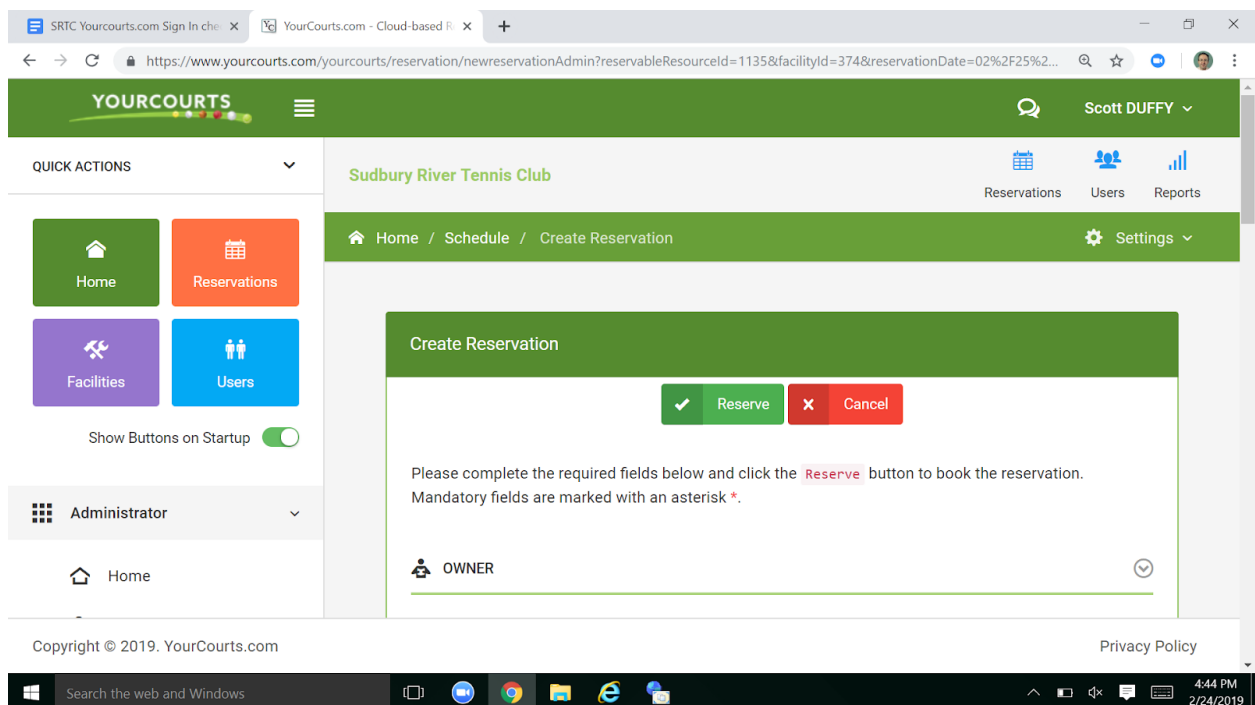 SRTC Yourcourts.com Sign In che
YourCourts.com - Cloud-based R
https://www.yourcourts.com/yourcourts/reservation/newreservationAdmin?reservableResourceId=1135&facilityId=374&reservationDate=02%2F25%2...
YOURCOURTS
Scott DUFFY
QUICK ACTIONS
Sudbury River Tennis Club
Reservations
Users
Reports
Home / Schedule / Create Reservation
Settings
Home
Reservations
Facilities
Users
Show Buttons on Startup
Create Reservation
Reserve
Cancel
Please complete the required fields below and click the Reserve button to book the reservation.
Mandatory fields are marked with an asterisk *.
Administrator
OWNER
Home
Copyright © 2019. YourCourts.com
Privacy Policy
Search the web and Windows
4:44 PM
2/24/2019